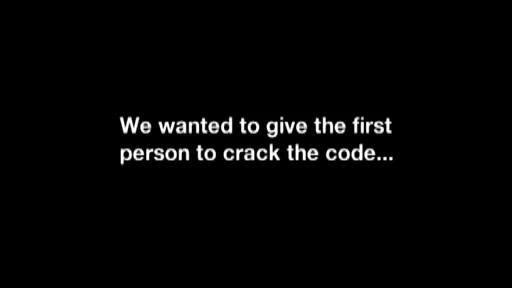 We wanted to give the first
person to crack the code...